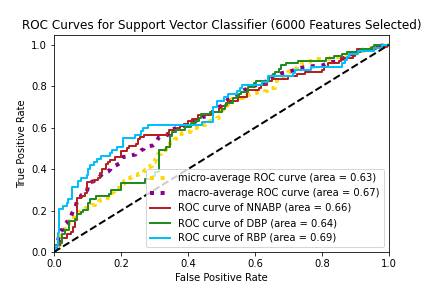 ROC Curves for Support Vector Classifier (6000 Features Selected)
True Positive Rate
1.0
0.8
0.6
0.4
0.2
0.0
micro-average ROC curve (area = 0.63)
macro-average ROC curve (area = 0.67)
ROC curve of NNABP (area = 0.66)
ROC curve of DBP (area = 0.64)
ROC curve of RBP (area = 0.69)
0.0 0.2 0.4 0.6 0.8 1.0
False Positive Rate